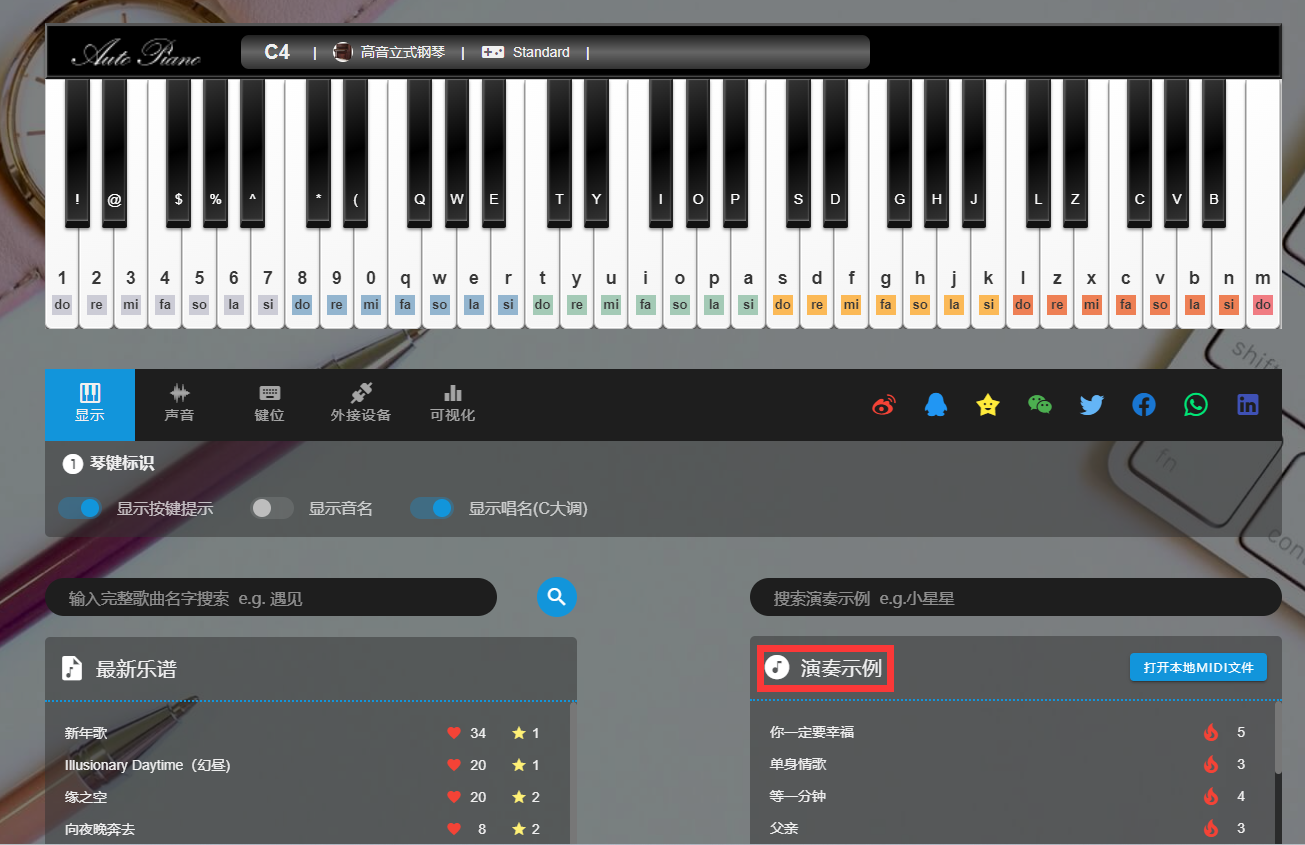 Auto Piano C4 | 高音立式钢琴 | Standard |
! @ $ % ^ * ( Q W E T Y I O P S D G H J L Z C V B
1 2 3 4 5 6 7 8 9 0 q w e r t y u i o p a s d f g h j k l z x c v b n m
do re mi fa so la si do re mi fa so la si do re mi fa so la si do re mi fa so la si do re mi fa so la si do
shift
显示 声音 键位 外接设备 可视化
1 琴键标识
fn
显示按键提示 显示音名 显示唱名(C大调)
输入完整歌曲名字搜索 e.g. 遇见
搜索演奏示例 e.g.小星星
最新乐谱
新年歌 34 1
Illusionary Daytime（幻昼) 20 1
缘之空 20 2
向夜晚奔去 8 2
演奏示例 打开本地MIDI文件
你一定要幸福 5
单身情歌 3
等一分钟 4
父亲 3